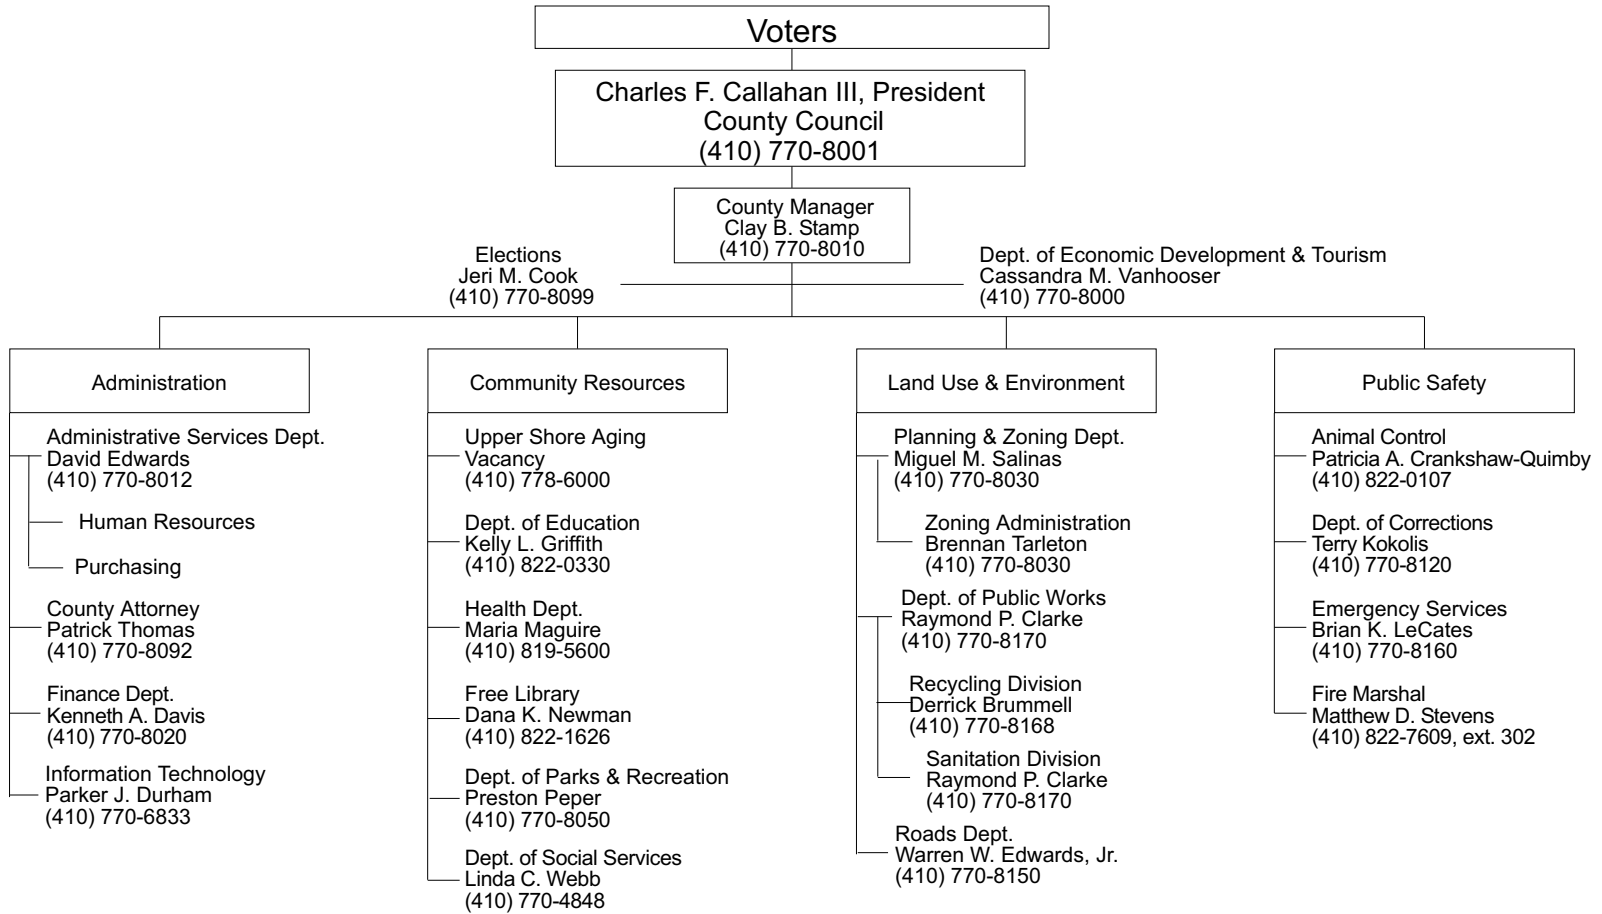 Voters
Charles F. Callahan III, President
County Council
(410) 770-8001
County Manager
Clay B. Stamp
(410) 770-8010
Elections
Jeri M. Cook
(410) 770-8099
Dept. of Economic Development & Tourism
Cassandra M. Vanhooser
(410) 770-8000
Administration
Administrative Services Dept.
David Edwards
(410) 770-8012
Human Resources
Purchasing
County Attorney
Patrick Thomas
(410) 770-8092
Finance Dept.
Kenneth A. Davis
(410) 770-8020
Information Technology
Parker J. Durham
(410) 770-6833
Community Resources
Upper Shore Aging
Vacancy
(410) 778-6000
Dept. of Education
Kelly L. Griffith
(410) 822-0330
Health Dept.
Maria Maguire
(410) 819-5600
Free Library
Dana K. Newman
(410) 822-1626
Dept. of Parks & Recreation
Preston Peper
(410) 770-8050
Dept. of Social Services
Linda C. Webb
(410) 770-4848
Land Use & Environment
Planning & Zoning Dept.
Miguel M. Salinas
(410) 770-8030
Zoning Administration
Brennan Tarleton
(410) 770-8030
Dept. of Public Works
Raymond P. Clarke
(410) 770-8170
Recycling Division
Derrick Brummell
(410) 770-8168
Sanitation Division
Raymond P. Clarke
(410) 770-8170
Roads Dept.
Warren W. Edwards, Jr.
(410) 770-8150
Public Safety
Animal Control
Patricia A. Crankshaw-Quimby
(410) 822-0107
Dept. of Corrections
Terry Kokolis
(410) 770-8120
Emergency Services
Brian K. LeCates
(410) 770-8160
Fire Marshal
Matthew D. Stevens
(410) 822-7609, ext. 302